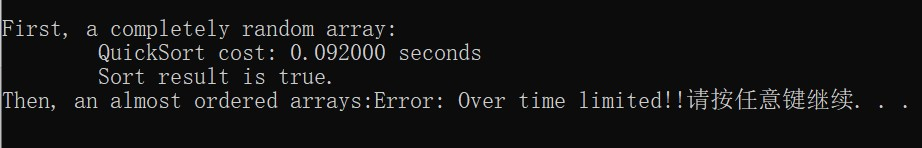 First, a completely random array:
QuickSort cost: 0.092000 seconds
Sort result is true.
Then, an almost ordered arrays:Error: Over time limited!!请按任意键继续. . .